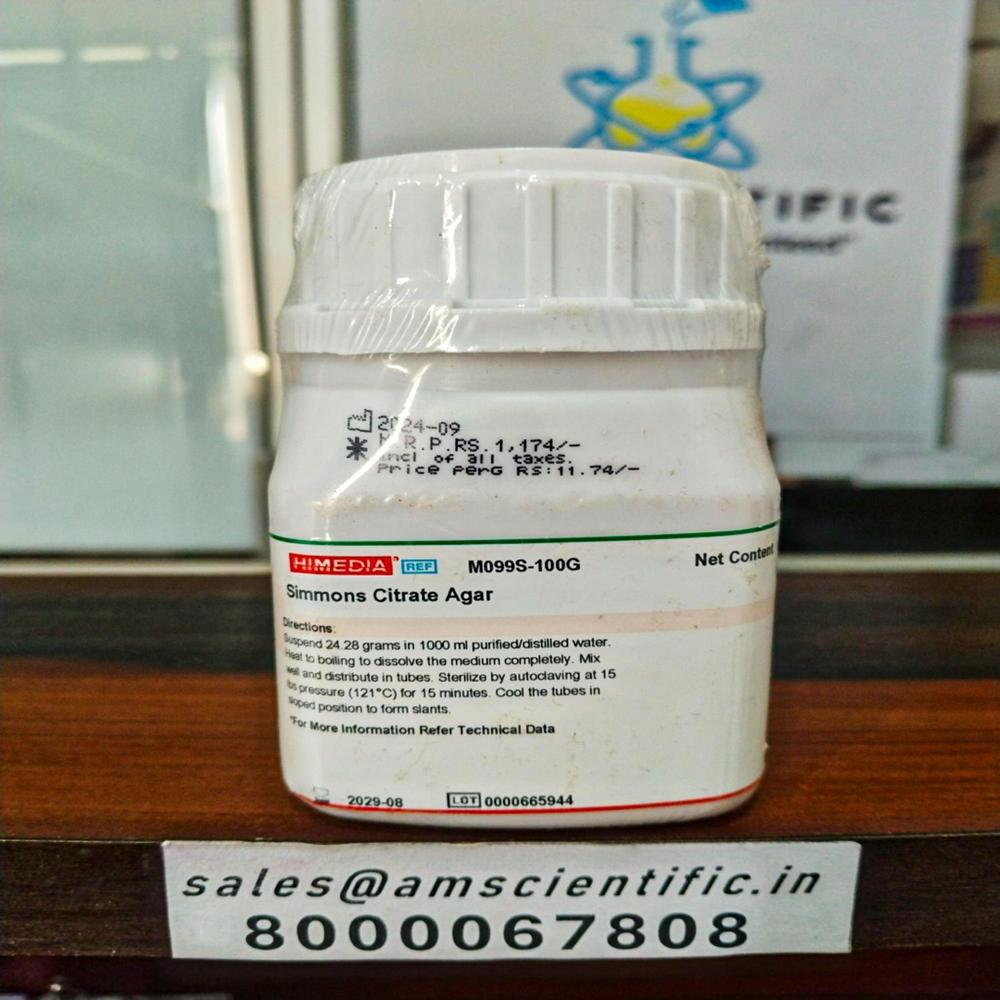 TIFIC
2024-09
M.R.P.RS.1,174/-
incl of all taxes.
Price perG RS:11.74/-
HIMEDIA® REF M099S-100G Net Content
Simmons Citrate Agar
Directions:
Suspend 24.28 grams in 1000 ml purified/distilled water.
Heat to boiling to dissolve the medium completely. Mix
well and distribute in tubes. Sterilize by autoclaving at 15
lbs pressure (121°C) for 15 minutes. Cool the tubes in
sloped position to form slants.
*For More Information Refer Technical Data
2029-08 LOT 0000665944
sales@amscientific.in
8000067808